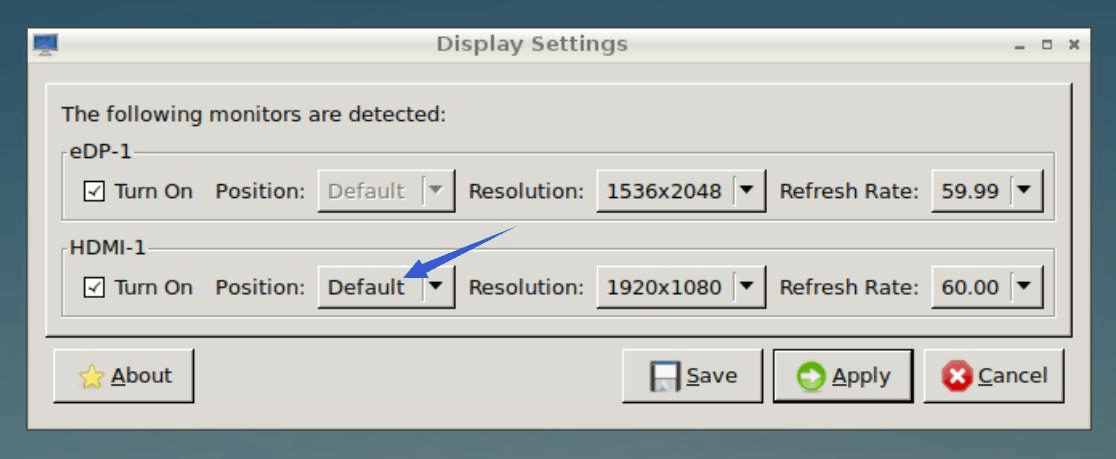 Display Settings
The following monitors are detected:
eDP-1
Turn On Position: Default Resolution: 1536x2048 Refresh Rate: 59.99
HDMI-1
Turn On Position: Default Resolution: 1920x1080 Refresh Rate: 60.00
About Save Apply Cancel